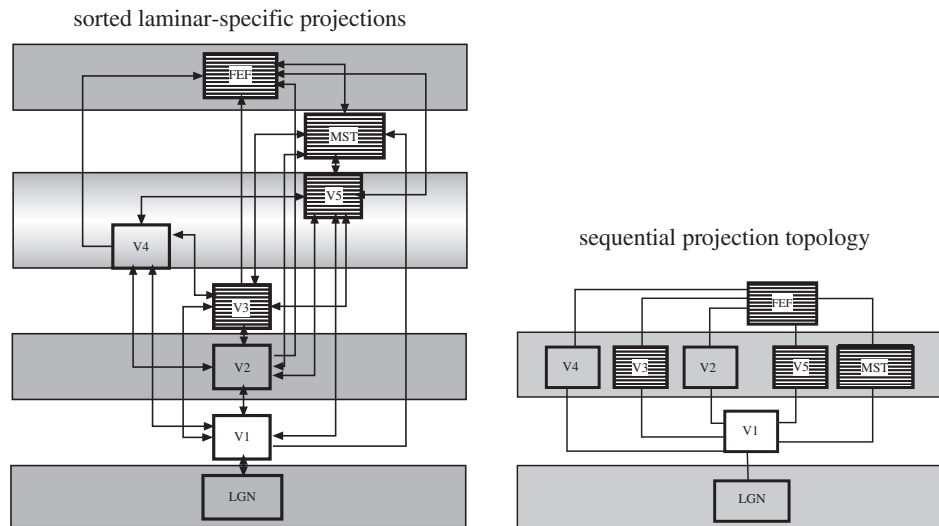 sorted laminar-specific projections
FEF
MST
V5
V4
V3
V2
V1
LGN
sequential projection topology
FEF
V4
V3
V2
V5
MST
V1
LGN